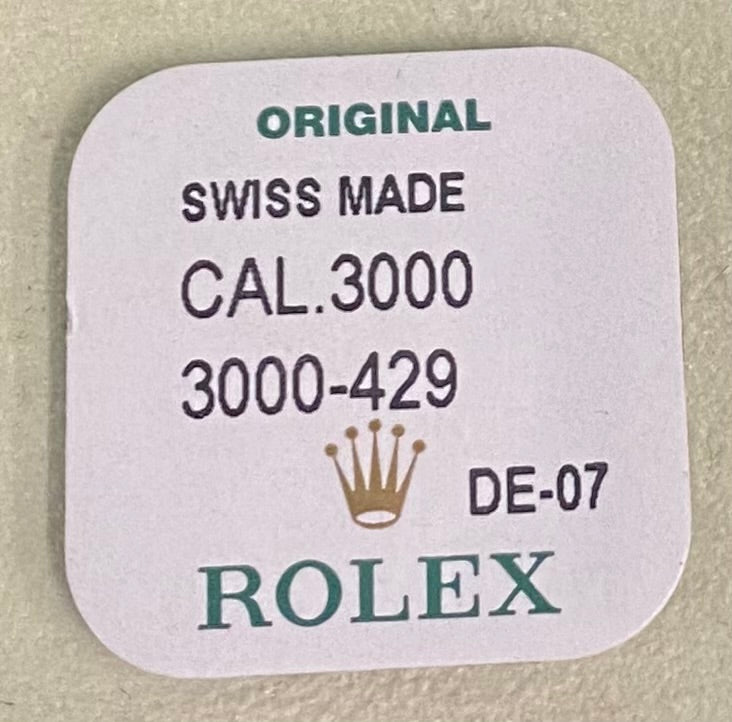 ORIGINAL
SWISS MADE
CAL.3000
3000-429
DE-07
ROLEX